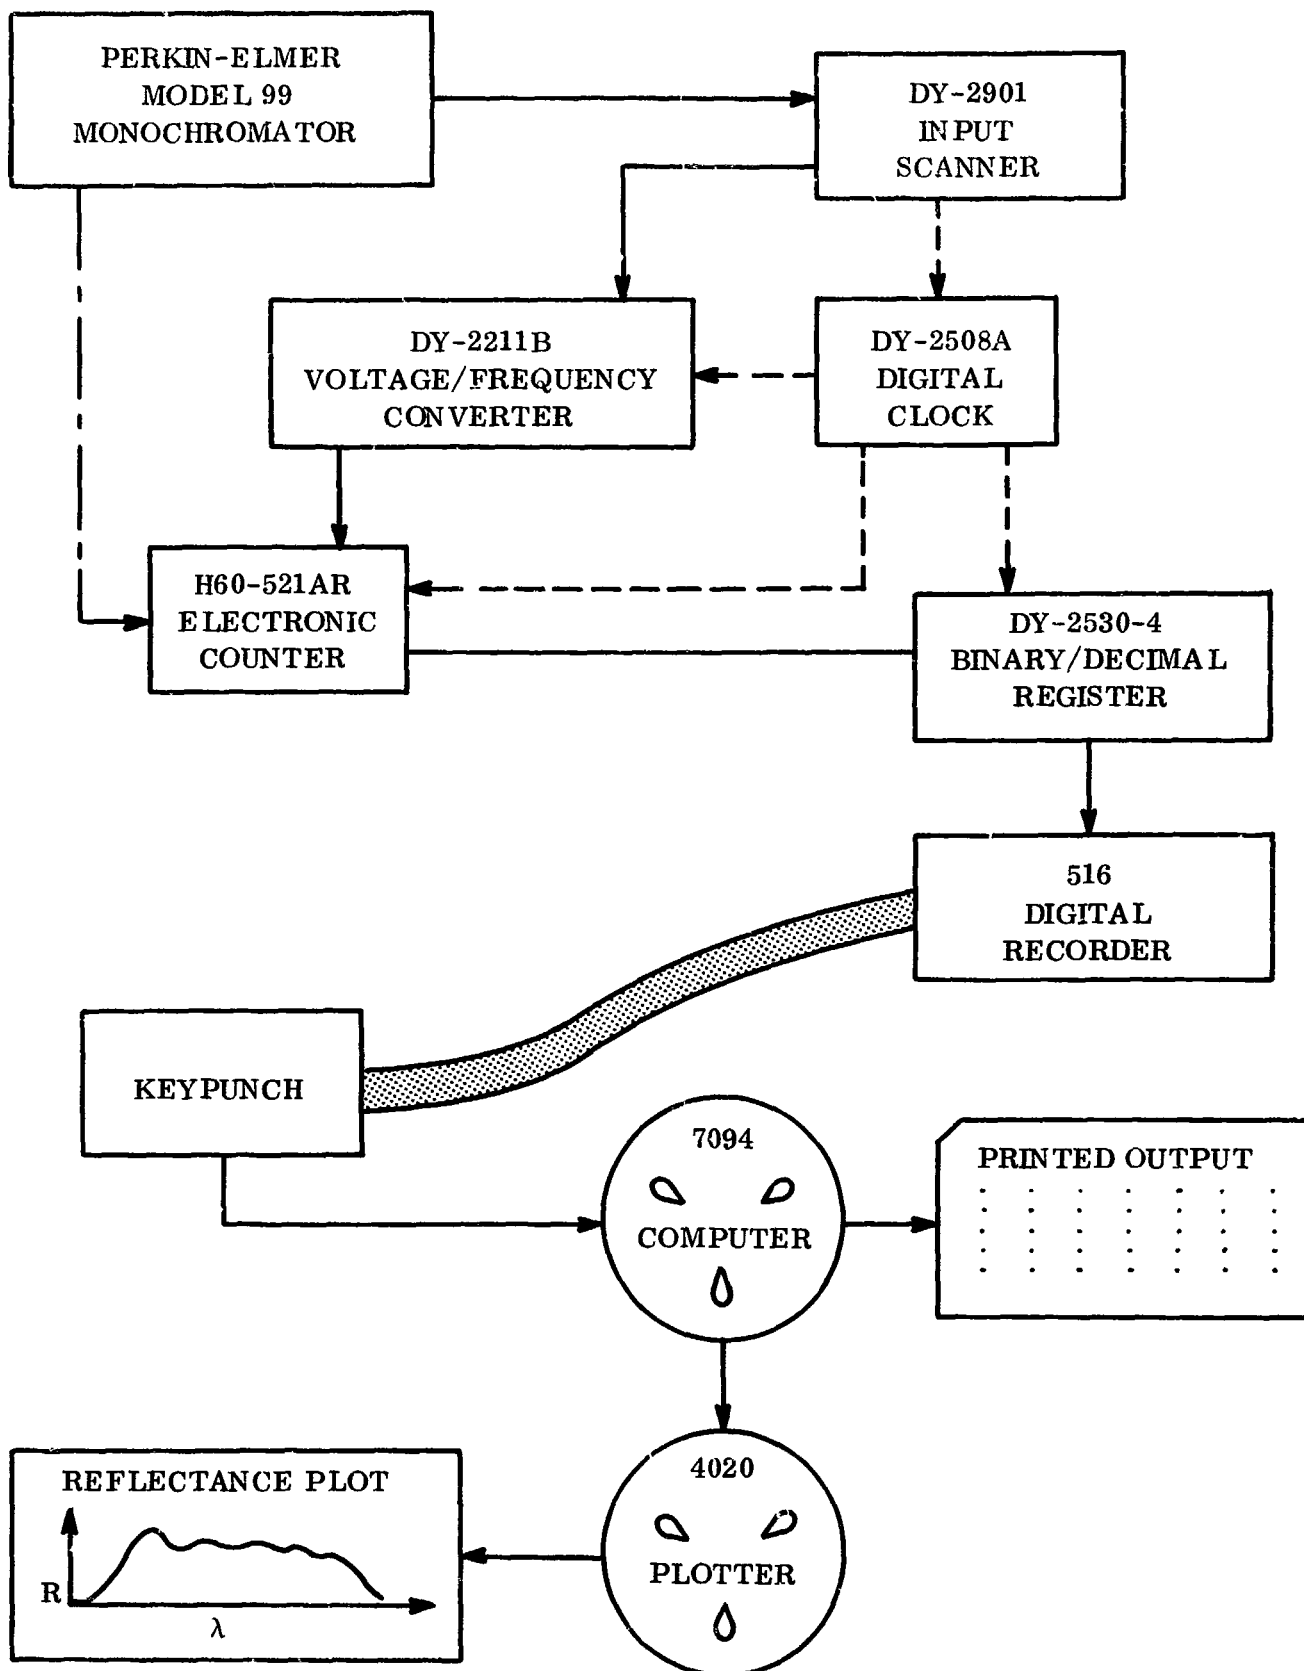 PERKIN-ELMER
MODEL 99
MONOCHROMATOR
DY-2901
INPUT
SCANNER
DY-2211B
VOLTAGE/FREQUENCY
CONVERTER
DY-2508A
DIGITAL
CLOCK
H60-521AR
ELECTRONIC
COUNTER
DY-2530-4
BINARY/DECIMAL
REGISTER
516
DIGITAL
RECORDER
KEYPUNCH
7094
COMPUTER
PRINTED OUTPUT
4020
PLOTTER
REFLECTANCE PLOT
R
λ